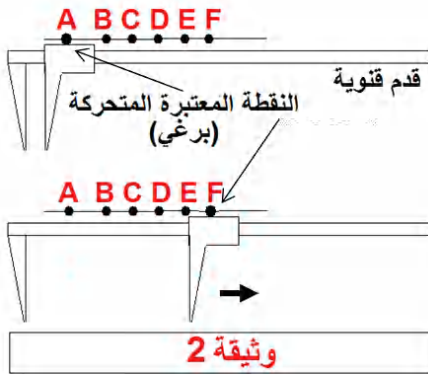 A B C D E F
قدم قنوية
النقطة المعتبرة المتحركة
(برغي)
A B C D E F
وثيقة 2